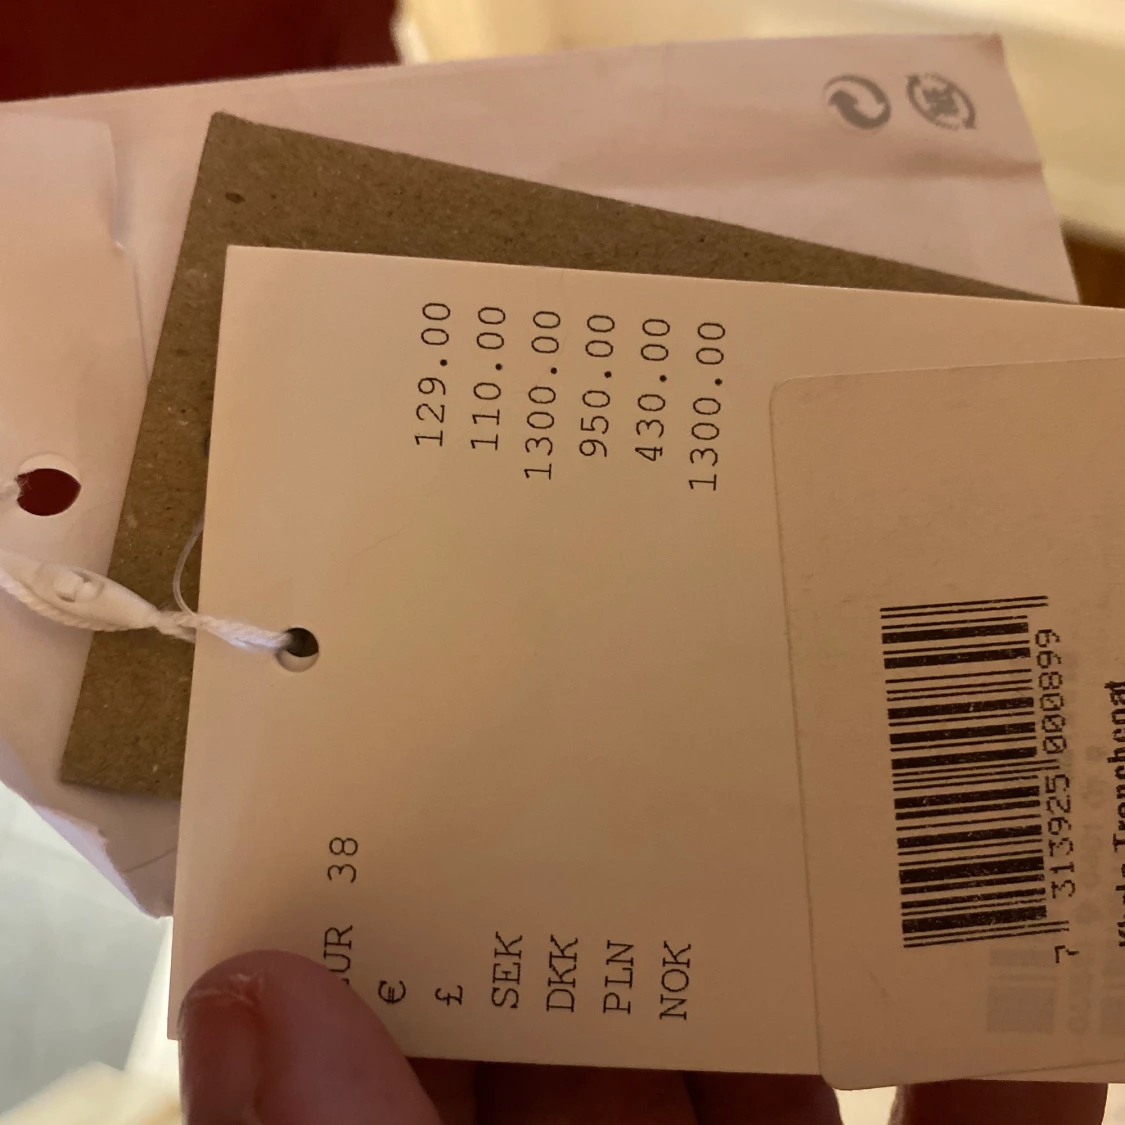 EUR 38
€ 129.00
£ 110.00
SEK 1300.00
DKK 950.00
PLN 430.00
NOK 1300.00
7 313925 000899
Trenchcoat